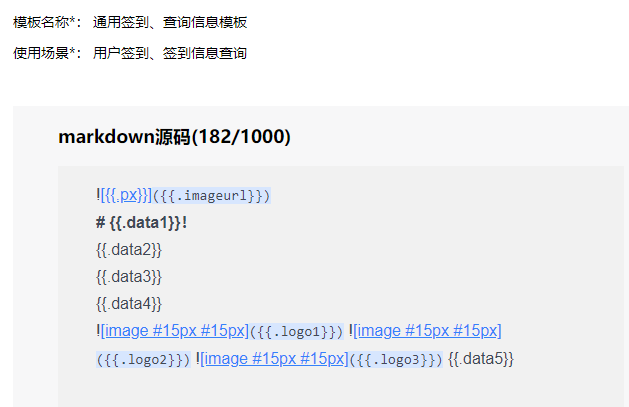 模板名称*： 通用签到、查询信息模板
使用场景*： 用户签到、签到信息查询
markdown源码(182/1000)
![{{.px}}]({{.imageurl}})
# {{.data1}}！
{{.data2}}
{{.data3}}
{{.data4}}
![image #15px #15px]({{.logo1}}) ![image #15px #15px]
({{.logo2}}) ![image #15px #15px]({{.logo3}}) {{.data5}}